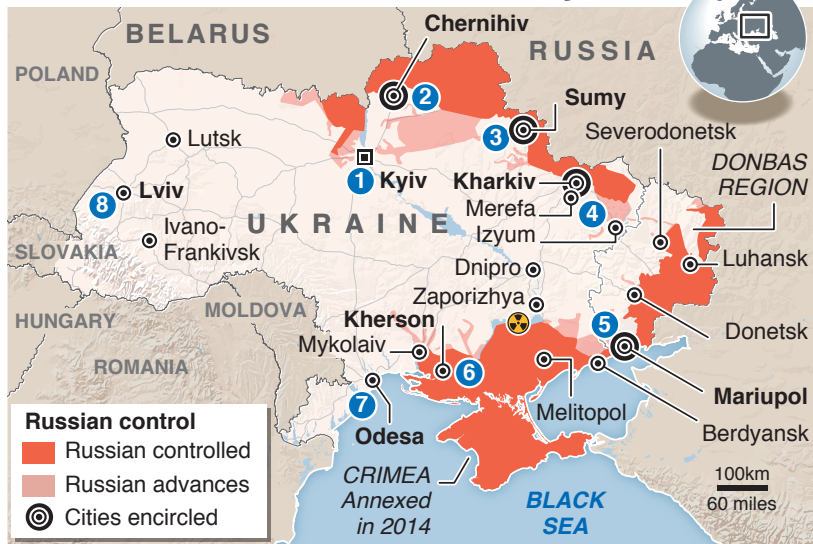 BELARUS
Chernihiv
RUSSIA
POLAND
2
Sumy
3
Severodonetsk
Lutsk
DONBAS
REGION
1
Kyiv
Kharkiv
8
Lviv
Merefa
4
UKRAINE
Izyum
Ivano-
Frankivsk
SLOVAKIA
Luhansk
Dnipro
Zaporizhya
MOLDOVA
HUNGARY
Kherson
5
Donetsk
Mykolaiv
ROMANIA
6
7
Melitopol
Mariupol
Odesa
Berdyansk
Russian control
Russian controlled
Russian advances
Cities encircled
CRIMEA
Annexed
in 2014
BLACK
SEA
100km
60 miles